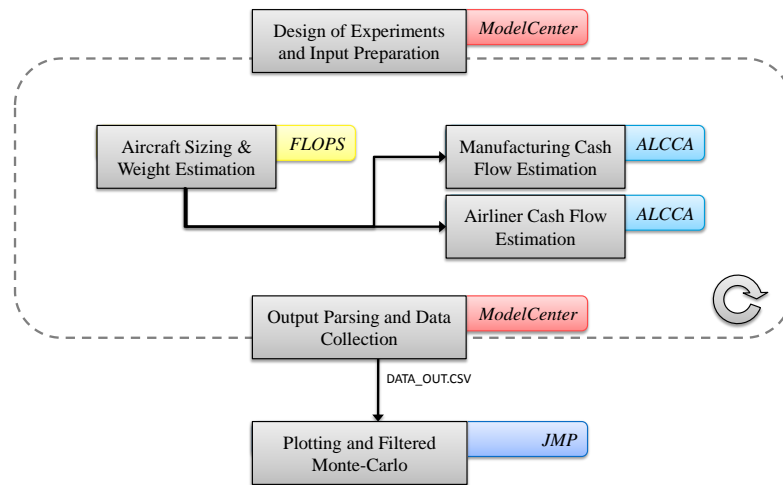 Design of Experiments
and Input Preparation
ModelCenter
Aircraft Sizing &
Weight Estimation
FLOPS
Manufacturing Cash
Flow Estimation
ALCCA
Airliner Cash Flow
Estimation
ALCCA
Output Parsing and Data
Collection
ModelCenter
DATA_OUT.CSV
Plotting and Filtered
Monte-Carlo
JMP